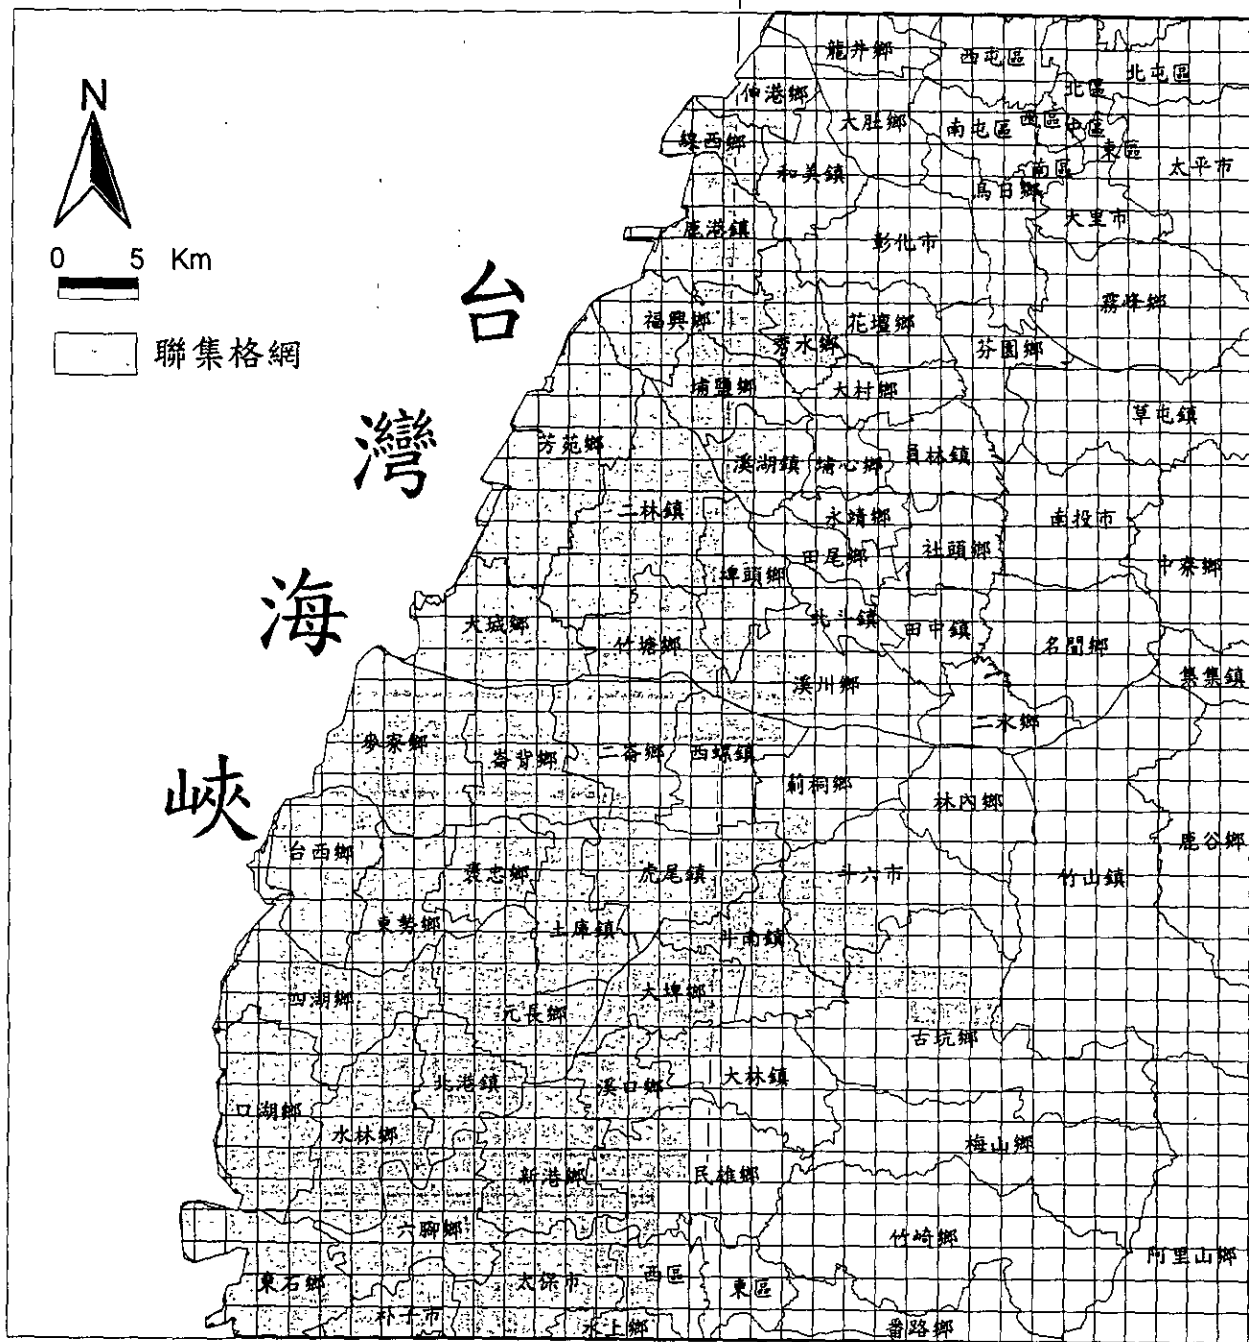 N
0 5 Km
聯集格網
台
灣
海
峽
龍井鄉
西屯區
北屯區
伸港鄉
北區
大肚鄉
南屯區
西區
中區
線西鄉
東區
和美鎮
南區
太平市
烏日鄉
大里市
鹿港鎮
彰化市
霧峰鄉
福興鄉
花壇鄉
秀水鄉
芬園鄉
埔鹽鄉
大村鄉
草屯鎮
芳苑鄉
溪湖鎮
埔心鄉
員林鎮
二林鎮
永靖鄉
南投市
田尾鄉
社頭鄉
埤頭鄉
中寮鄉
大城鄉
北斗鎮
田中鎮
竹塘鄉
名間鄉
溪州鄉
集集鎮
二水鄉
麥寮鄉
崙背鄉
二崙鄉
西螺鎮
莿桐鄉
林內鄉
台西鄉
鹿谷鄉
褒忠鄉
虎尾鎮
斗六市
竹山鎮
東勢鄉
土庫鎮
斗南鎮
四湖鄉
元長鄉
大埤鄉
古坑鄉
北港鎮
溪口鄉
大林鎮
口湖鄉
水林鄉
梅山鄉
新港鄉
民雄鄉
六腳鄉
竹崎鄉
阿里山鄉
東石鄉
太保市
西區
東區
朴子市
水上鄉
番路鄉